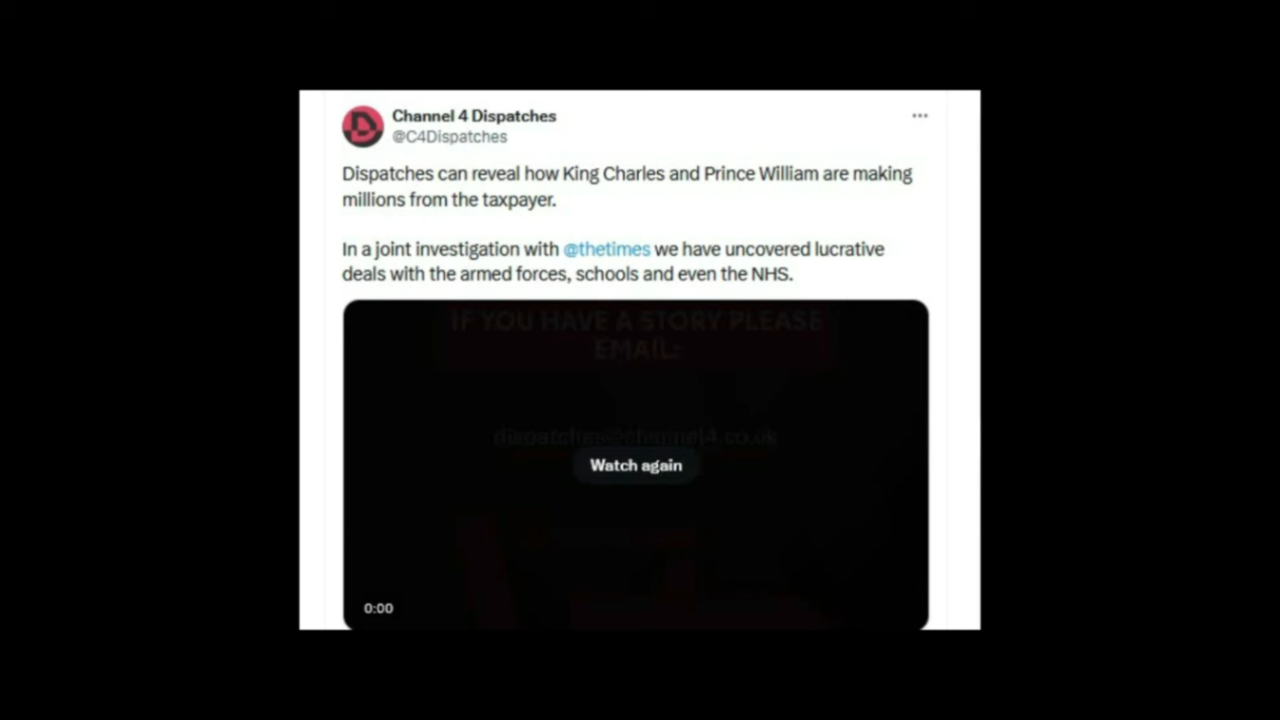 Channel 4 Dispatches
@C4Dispatches
Dispatches can reveal how King Charles and Prince William are making
millions from the taxpayer.
In a joint investigation with @thetimes we have uncovered lucrative
deals with the armed forces, schools and even the NHS.
IF YOU HAVE A STORY PLEASE
EMAIL:
dispatches@channel4.co.uk
Watch again
0:00